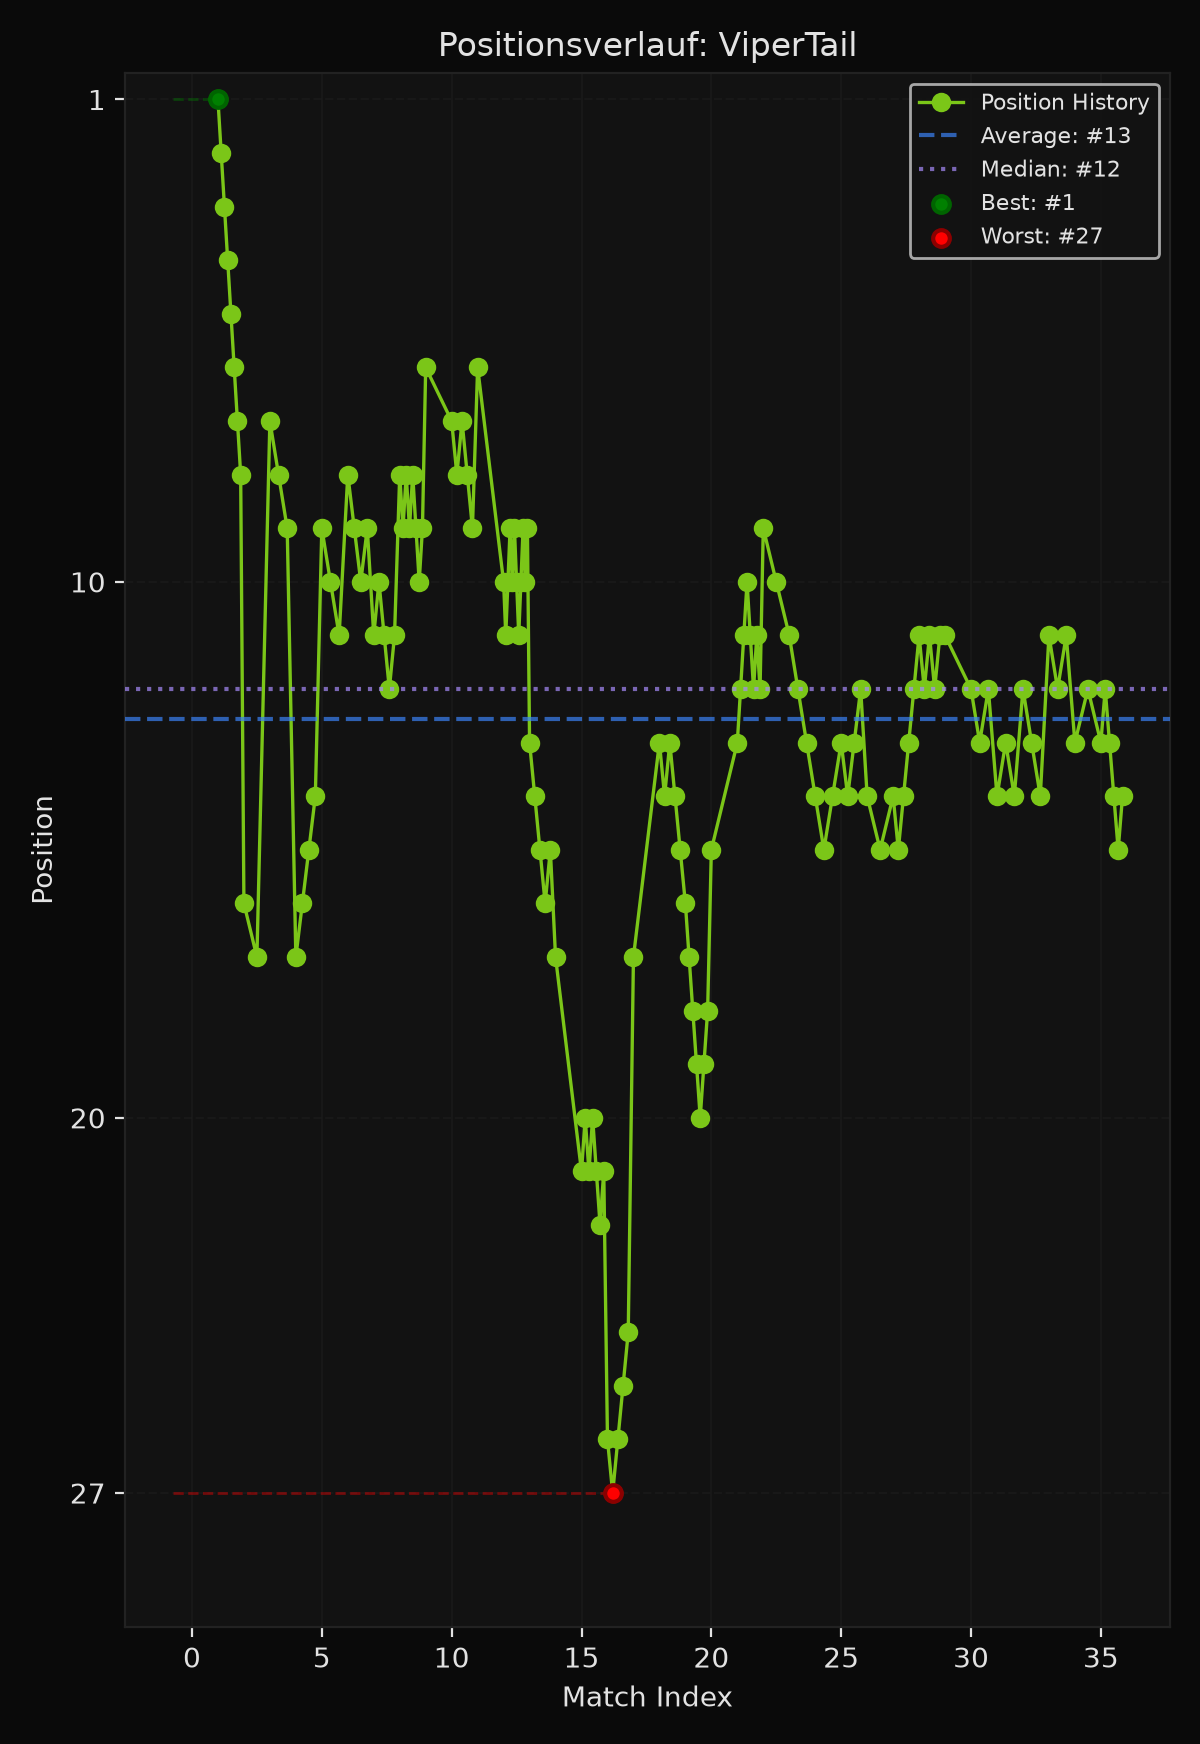 Positionsverlauf: ViperTail
Position History
Average: #13
Median: #12
Best: #1
Worst: #27
1
10
20
27
Position
0 5 10 15 20 25 30 35
Match Index